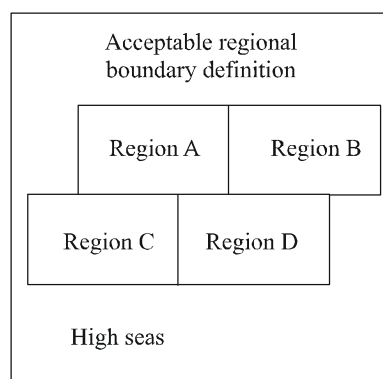 Acceptable regional
boundary definition
Region A
Region B
Region C
Region D
High seas